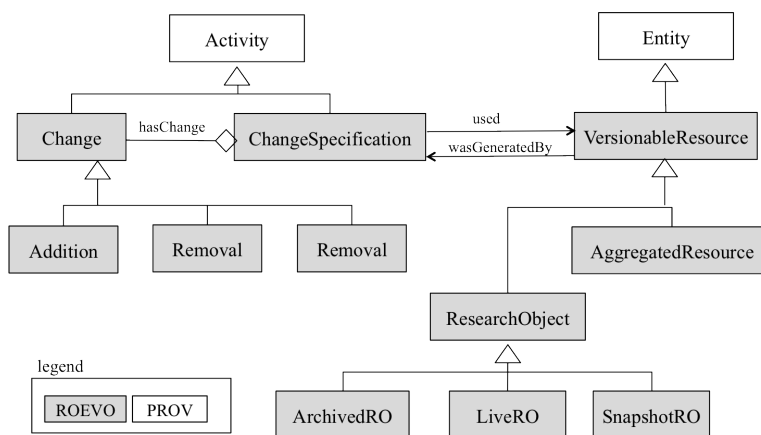 Activity
Entity
Change
hasChange
ChangeSpecification
used
wasGeneratedBy
VersionableResource
Addition
Removal
Removal
AggregatedResource
ResearchObject
legend
ROEVO
PROV
ArchivedRO
LiveRO
SnapshotRO